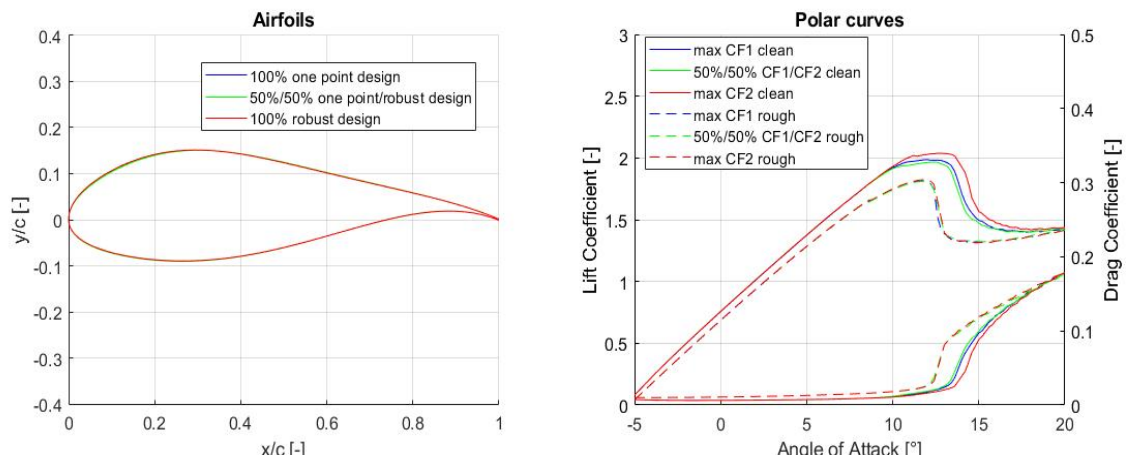 Airfoils
0.4
0.3
0.2
0.1
0
-0.1
-0.2
-0.3
-0.4
y/c [-]
100% one point design
50%/50% one point/robust design
100% robust design
0
0.2
0.4
0.6
0.8
1
x/c [-]
Polar curves
3
2.5
2
1.5
1
0.5
0
Lift Coefficient [-]
max CF1 clean
50%/50% CF1/CF2 clean
max CF2 clean
max CF1 rough
50%/50% CF1/CF2 rough
max CF2 rough
0.5
0.4
0.3
0.2
0.1
0
Drag Coefficient [-]
-5
0
5
10
15
20
Angle of Attack [°]